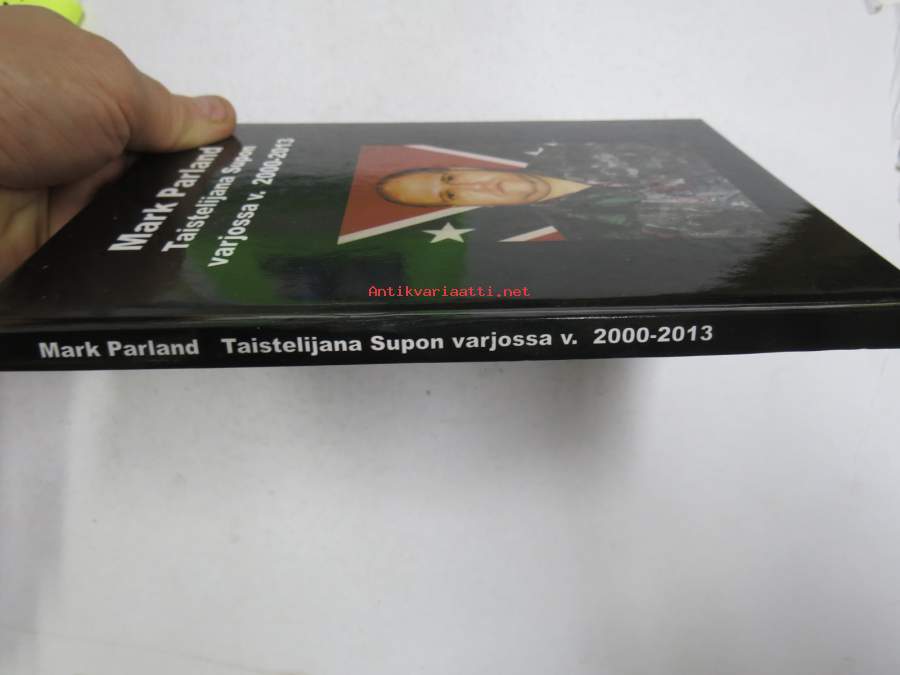 Mark Parland
Taistelijana Supon
varjossa v. 2000-2013
Antikvariaatti.net
Mark Parland Taistelijana Supon varjossa v. 2000-2013